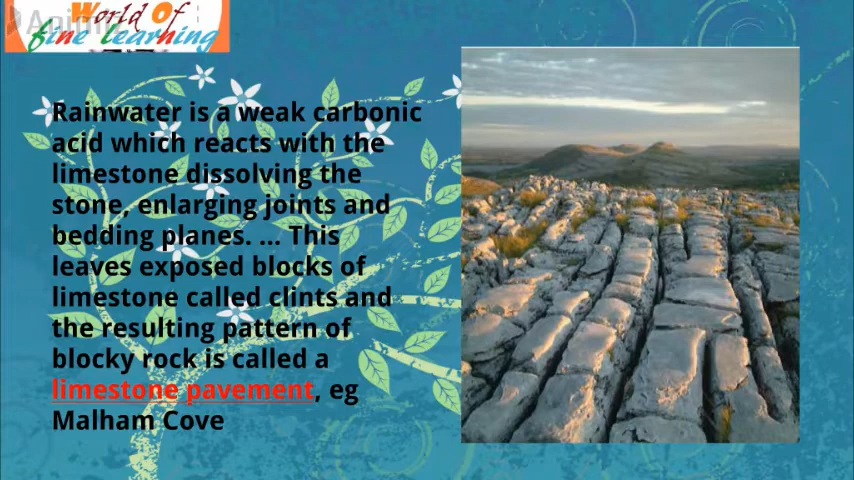 World Of
fine learning
Rainwater is a weak carbonic
acid which reacts with the
limestone dissolving the
stone, enlarging joints and
bedding planes. ... This
leaves exposed blocks of
limestone called clints and
the resulting pattern of
blocky rock is called a
limestone pavement, eg
Malham Cove